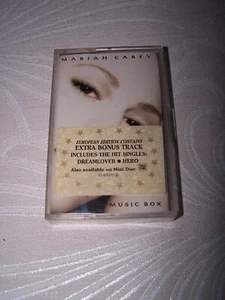 MARIAH CAREY
EUROPEAN EDITION CONTAINS
EXTRA BONUS TRACK
INCLUDES THE HIT SINGLES:
DREAMLOVER ● HERO
Also available on Mini Disc
MUSIC BOX